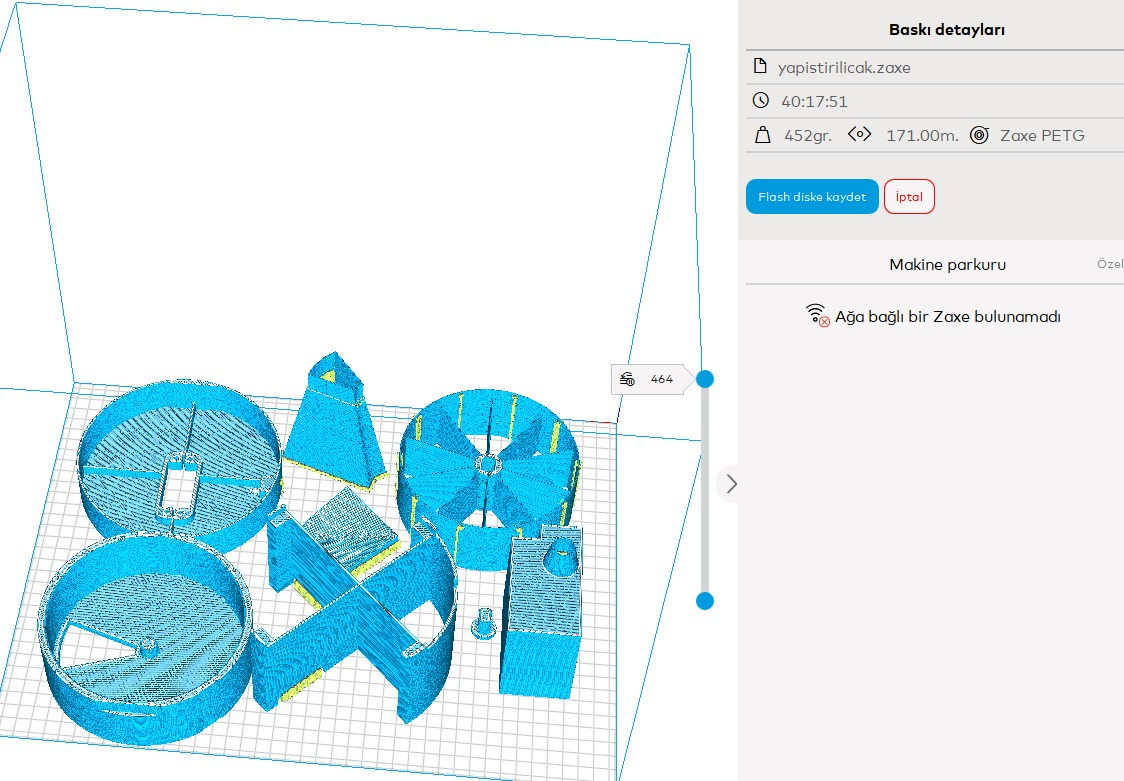 Baskı detayları
yapistirilicak.zaxe
40:17:51
452gr. 171.00m. Zaxe PETG
Flash diske kaydet İptal
Makine parkuru Özel
Ağa bağlı bir Zaxe bulunamadı
464